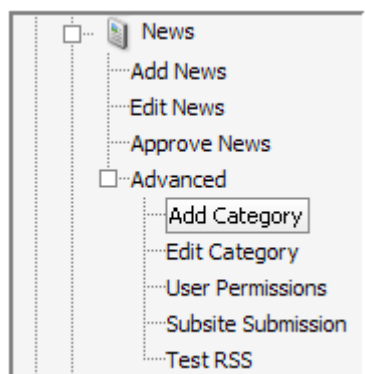 News
Add News
Edit News
Approve News
Advanced
Add Category
Edit Category
User Permissions
Subsite Submission
Test RSS